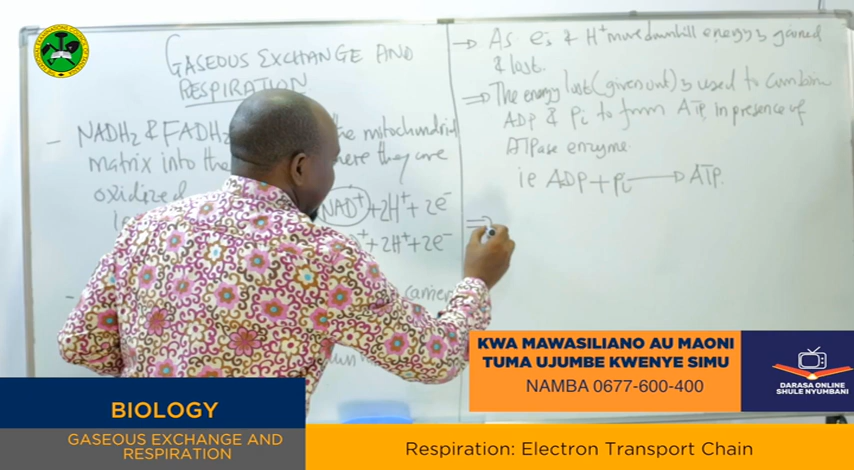 GASEOUS EXCHANGE AND
RESPIRATION
- NADH2 & FADH2 the mitochondrial
matrix into the where they are
oxidized
NAD+ + 2H+ + 2e-
+ 2H+ + 2e-
carriers
→ As e-s & H+ move downhill energy is gained
& lost.
⇒ The energy lost (given out) is used to combine
ADP & Pi to form ATP in presence of
ATPase enzyme.
ie ADP + Pi → ATP.
KWA MAWASILIANO AU MAONI
TUMA UJUMBE KWENYE SIMU
NAMBA 0677-600-400
DARASA ONLINE
SHULE NYUMBANI
BIOLOGY
GASEOUS EXCHANGE AND
RESPIRATION
Respiration: Electron Transport Chain